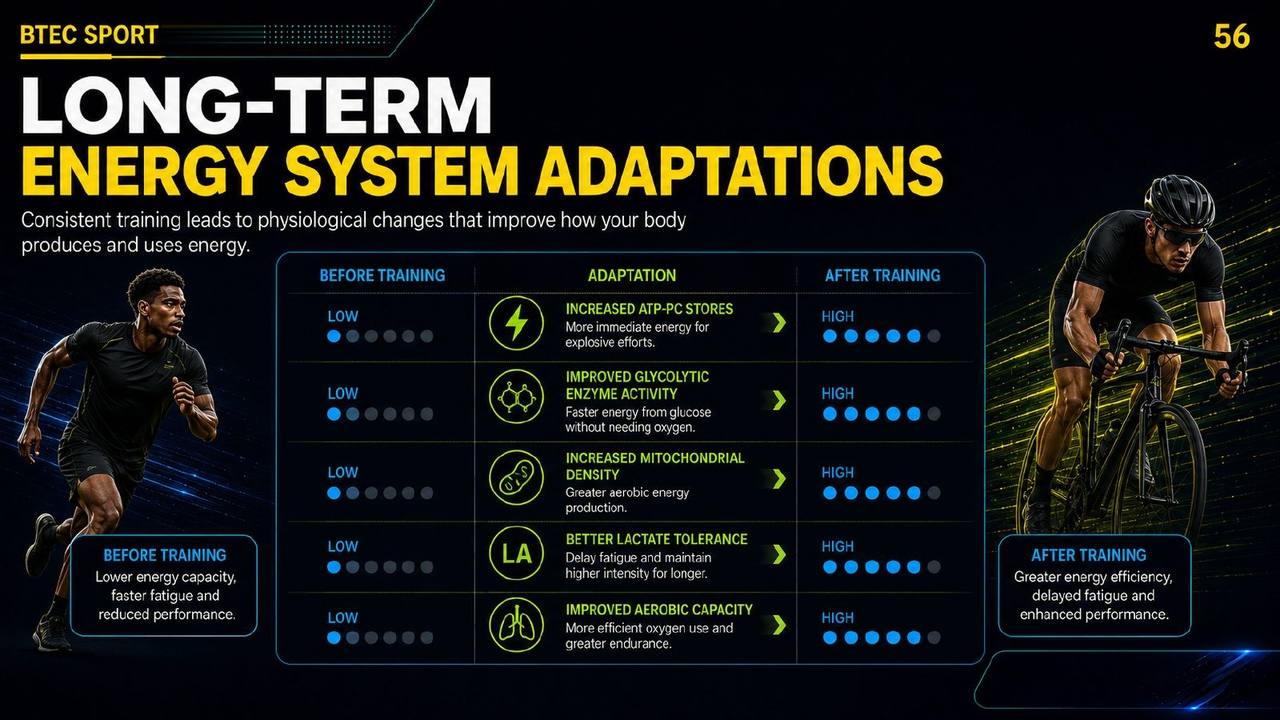 BTEC SPORT
56
LONG-TERM
ENERGY SYSTEM ADAPTATIONS
Consistent training leads to physiological changes that improve how your body
produces and uses energy.
BEFORE TRAINING
ADAPTATION
AFTER TRAINING
LOW
INCREASED ATP-PC STORES
More immediate energy for
explosive efforts.
HIGH
LOW
IMPROVED GLYCOLYTIC
ENZYME ACTIVITY
Faster energy from glucose
without needing oxygen.
HIGH
LOW
INCREASED MITOCHONDRIAL
DENSITY
Greater aerobic energy
production.
HIGH
LOW
LA
BETTER LACTATE TOLERANCE
Delay fatigue and maintain
higher intensity for longer.
HIGH
LOW
IMPROVED AEROBIC CAPACITY
More efficient oxygen use and
greater endurance.
HIGH
BEFORE TRAINING
Lower energy capacity,
faster fatigue and
reduced performance.
AFTER TRAINING
Greater energy efficiency,
delayed fatigue and
enhanced performance.